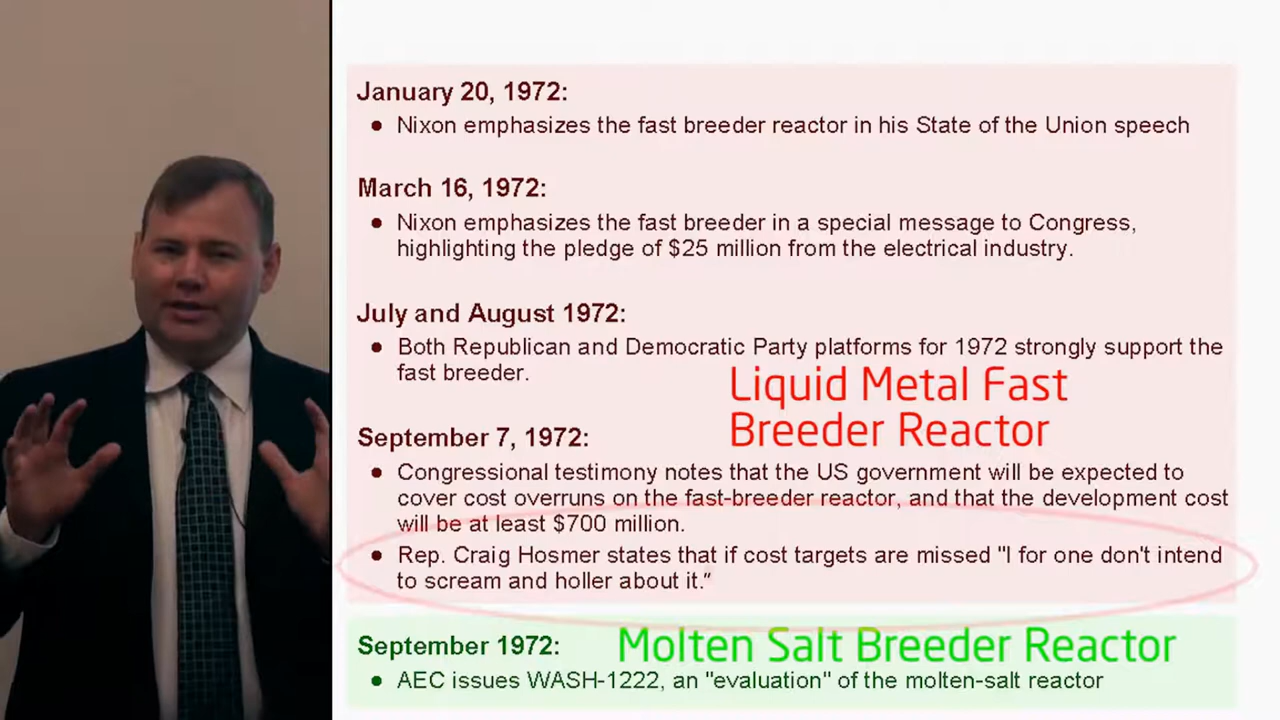 January 20, 1972:
● Nixon emphasizes the fast breeder reactor in his State of the Union speech
March 16, 1972:
● Nixon emphasizes the fast breeder in a special message to Congress,
highlighting the pledge of $25 million from the electrical industry.
July and August 1972:
● Both Republican and Democratic Party platforms for 1972 strongly support the
fast breeder.
Liquid Metal Fast
Breeder Reactor
September 7, 1972:
● Congressional testimony notes that the US government will be expected to
cover cost overruns on the fast-breeder reactor, and that the development cost
will be at least $700 million.
● Rep. Craig Hosmer states that if cost targets are missed "I for one don't intend
to scream and holler about it."
September 1972:
Molten Salt Breeder Reactor
● AEC issues WASH-1222, an "evaluation" of the molten-salt reactor